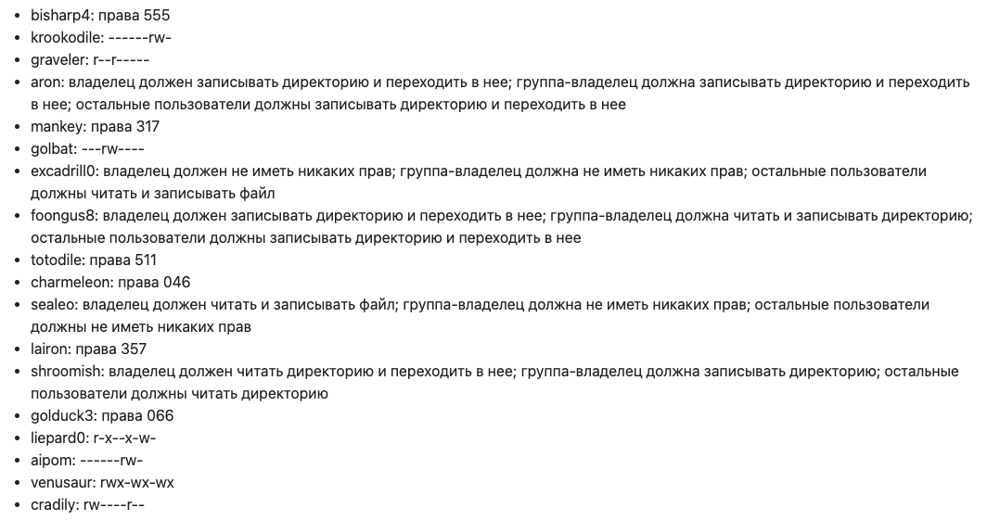 • bisharp4: права 555
• krookodile: ------rw-
• graveler: r--r-----
• aron: владелец должен записывать директорию и переходить в нее; группа-владелец должна записывать директорию и переходить
в нее; остальные пользователи должны записывать директорию и переходить в нее
• mankey: права 317
• golbat: ---rw----
• excadrill0: владелец должен не иметь никаких прав; группа-владелец должна не иметь никаких прав; остальные пользователи
должны читать и записывать файл
• foongus8: владелец должен записывать директорию и переходить в нее; группа-владелец должна читать и записывать директорию;
остальные пользователи должны записывать директорию и переходить в нее
• totodile: права 511
• charmeleon: права 046
• sealeo: владелец должен читать и записывать файл; группа-владелец должна не иметь никаких прав; остальные пользователи
должны не иметь никаких прав
• lairon: права 357
• shroomish: владелец должен читать директорию и переходить в нее; группа-владелец должна записывать директорию; остальные
пользователи должны читать директорию
• golduck3: права 066
• liepard0: r-x--x-w-
• aipom: ------rw-
• venusaur: rwx-wx-wx
• cradily: rw----r--